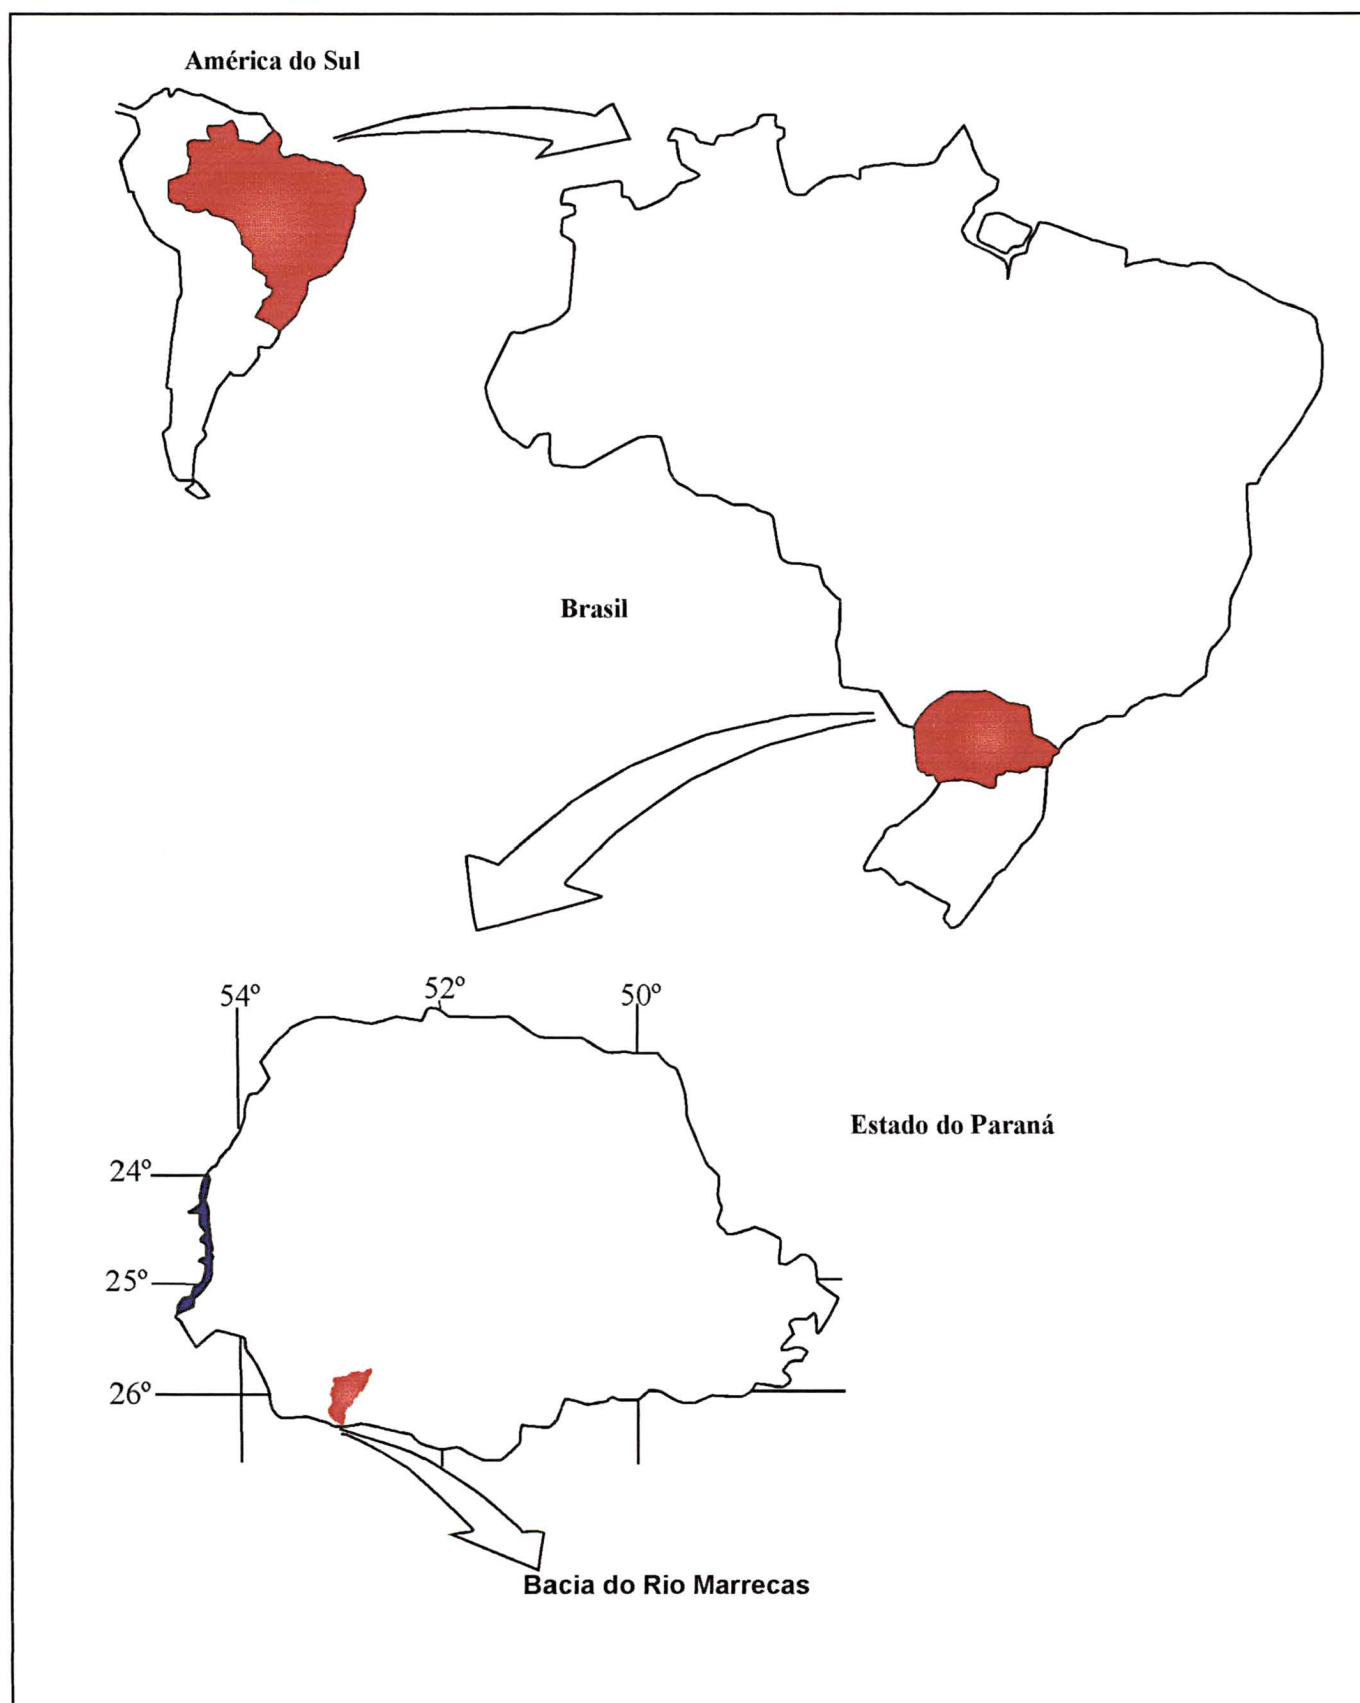 América do Sul
Brasil
54º 52º 50º
Estado do Paraná
24º
25º
26º
Bacia do Rio Marrecas